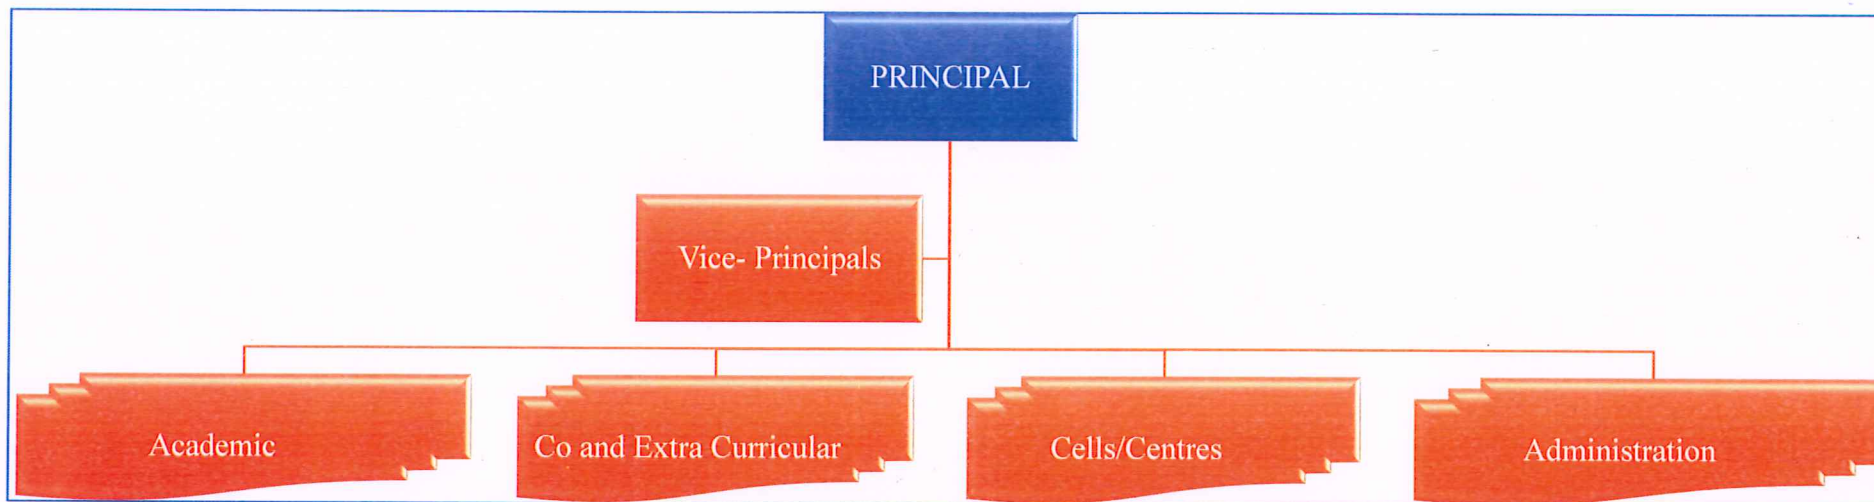 PRINCIPAL
Vice- Principals
Academic
Co and Extra Curricular
Cells/Centres
Administration